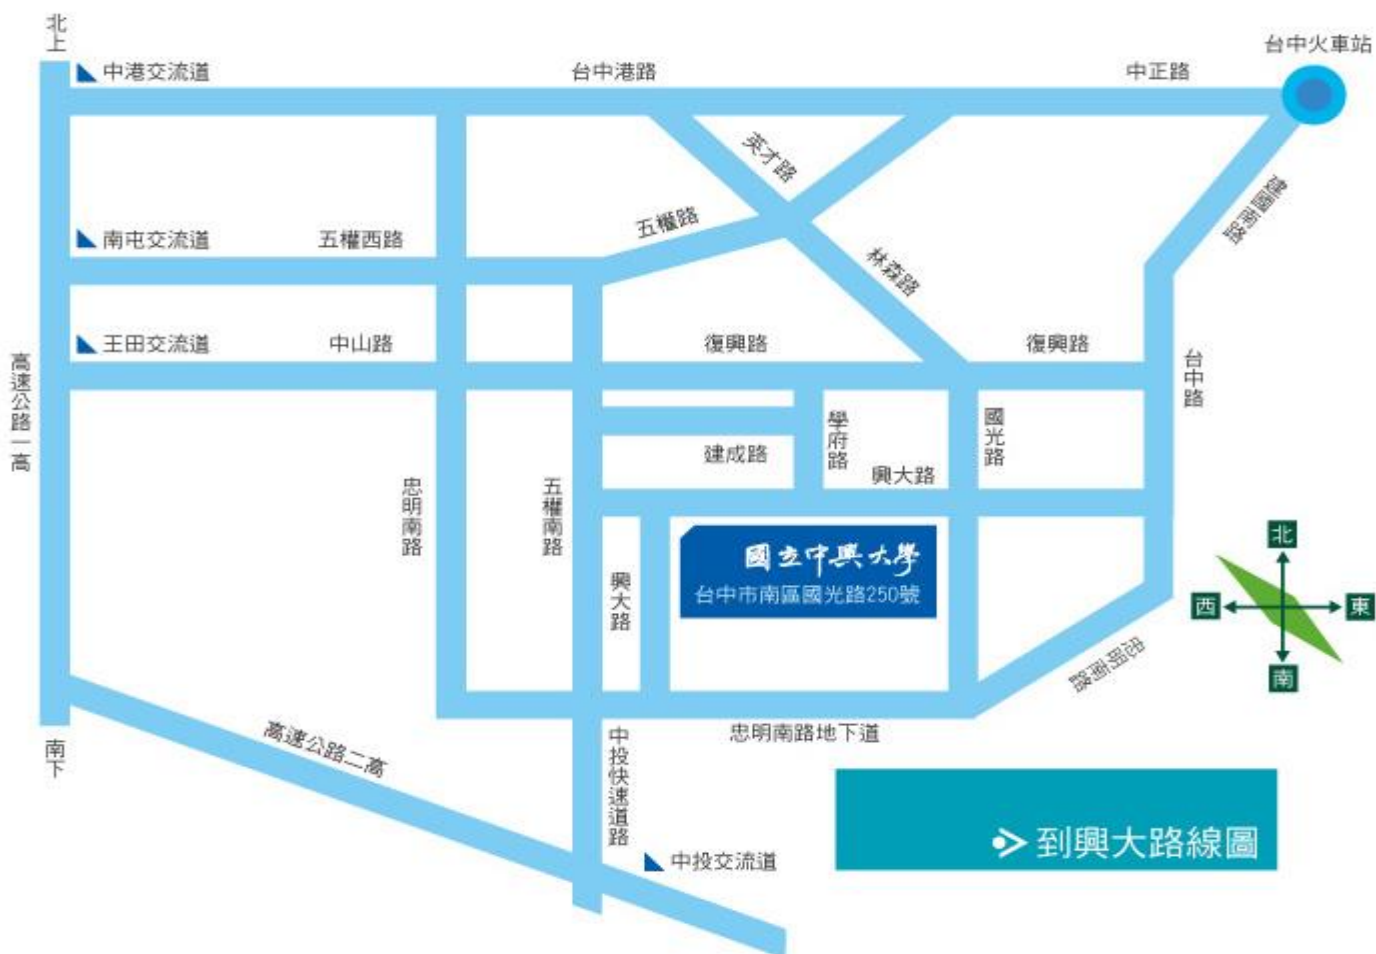 北上
台中火車站
中港交流道
台中港路
中正路
英才路
建國南路
五權路
南屯交流道
五權西路
林森路
王田交流道
中山路
復興路
復興路
高速公路一高
台中路
學府路
國光路
建成路
興大路
忠明南路
五權南路
國立中興大學
台中市南區國光路250號
興大路
北
西
東
南
忠明南路
忠明南路地下道
高速公路二高
南下
中投快速道路
中投交流道
到興大路線圖